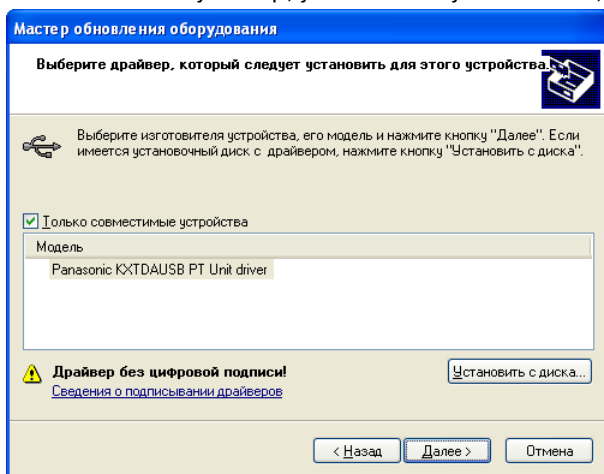 Мастер обновления оборудования
Выберите драйвер, который следует установить для этого устройства.
Выберите изготовителя устройства, его модель и нажмите кнопку "Далее". Если
имеется установочный диск с драйвером, нажмите кнопку "Установить с диска".
Только совместимые устройства
Модель
Panasonic KXTDAUSB PT Unit driver
Драйвер без цифровой подписи!
Установить с диска...
Сведения о подписывании драйверов
< Назад
Далее >
Отмена